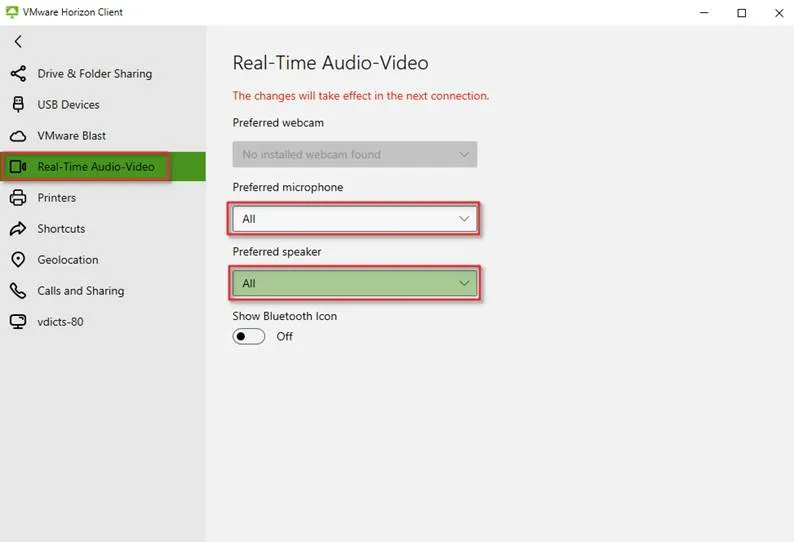 VMware Horizon Client
Drive & Folder Sharing
USB Devices
VMware Blast
Real-Time Audio-Video
Printers
Shortcuts
Geolocation
Calls and Sharing
vdicts-80
Real-Time Audio-Video
The changes will take effect in the next connection.
Preferred webcam
No installed webcam found
Preferred microphone
All
Preferred speaker
All
Show Bluetooth Icon
Off